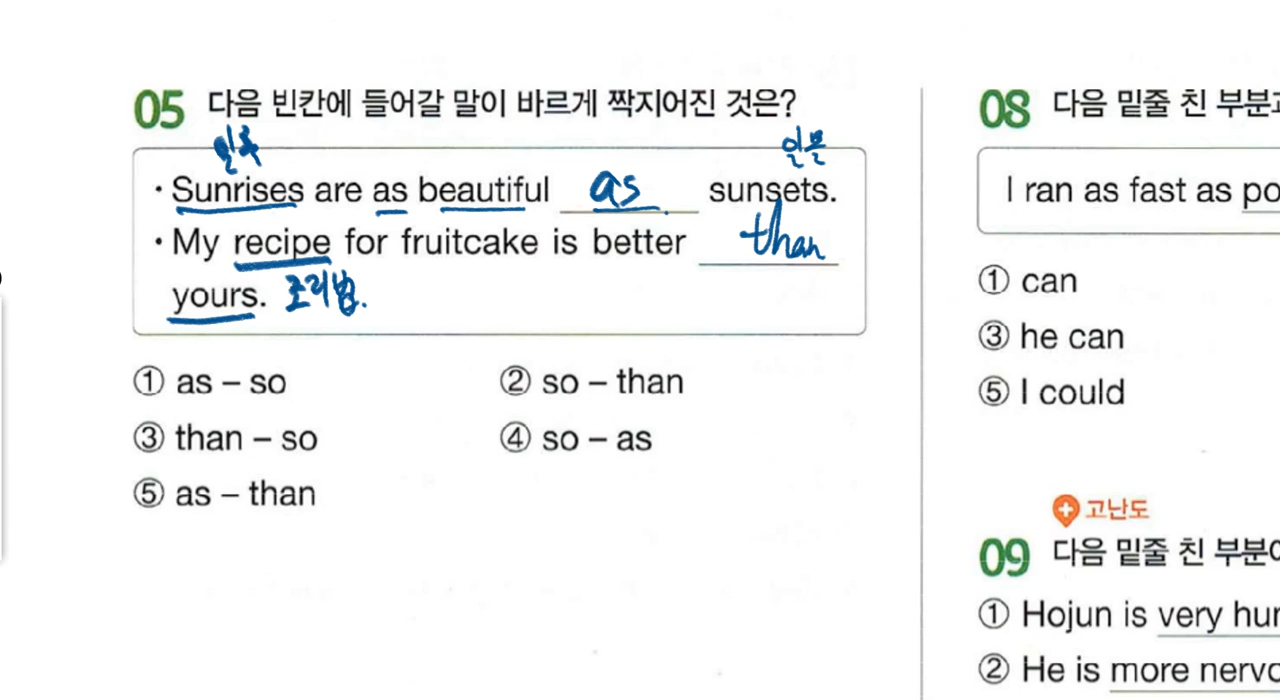 05 다음 빈칸에 들어갈 말이 바르게 짝지어진 것은?
일출
일몰
· Sunrises are as beautiful as sunsets.
· My recipe for fruitcake is better than
yours. 조리법.
① as – so
② so – than
③ than – so
④ so – as
⑤ as – than
08 다음 밑줄 친 부분과
I ran as fast as po
① can
③ he can
⑤ I could
고난도
09 다음 밑줄 친 부분이
① Hojun is very hun
② He is more nervo